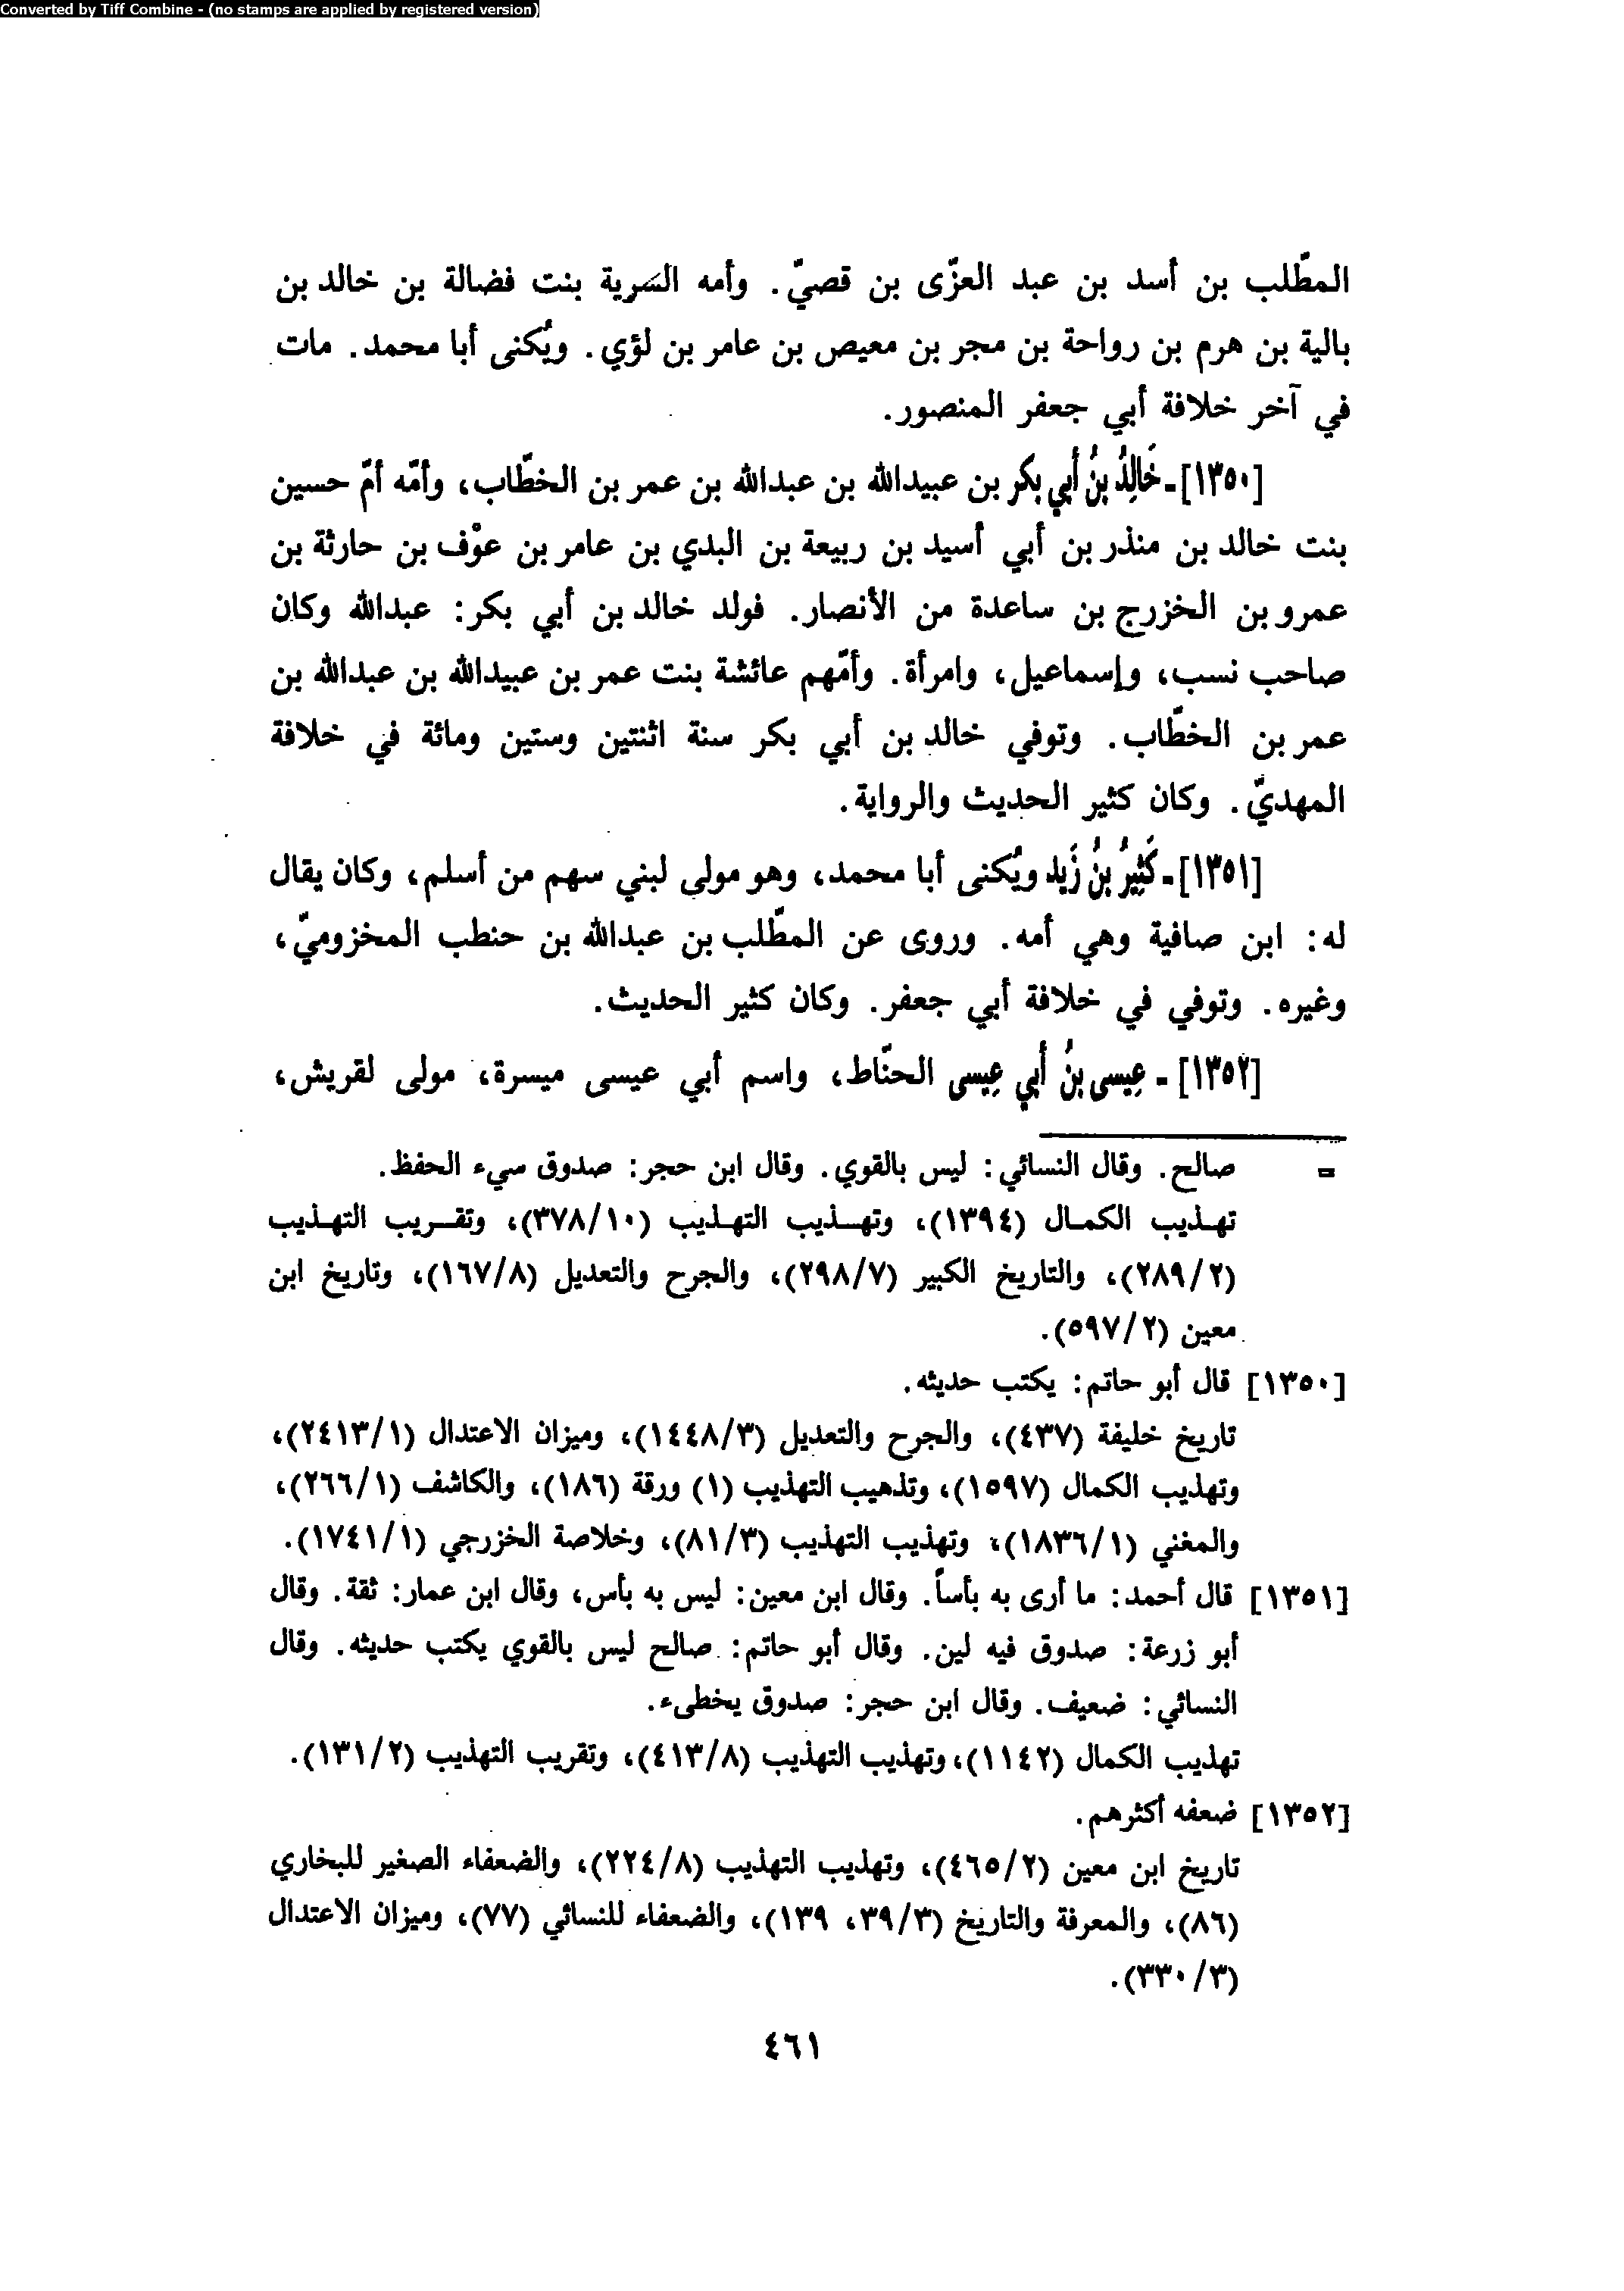 Converted by Tiff Combine - (no stamps are applied by registered version)
المطّلب بن أسد بن عبد العزّى بن قصيّ. وأمه السَرية بنت فضالة بن خالد بن
بالية بن هرم بن رواحة بن مجر بن معيص بن عامر بن لؤي. ويُكنى أبا محمد. مات
في آخر خلافة أبي جعفر المنصور.
[١٣٥٠]ـ خَالِدُ بنُ أبي بَكر بن عبيدالله بن عبدالله بن عمر بن الخطّاب، وأمّه أمّ حسين
بنت خالد بن منذر بن أبي أسيد بن ربيعة بن البدي بن عامر بن عوْف بن حارثة بن
عمرو بن الخزرج بن ساعدة من الأنصار. فولد خالد بن أبي بكر: عبدالله وكان
صاحب نسب، وإسماعيل، وامرأة. وأمّهم عائشة بنت عمر بن عبيدالله بن عبدالله بن
عمر بن الخطّاب. وتوفي خالد بن أبي بكر سنة اثنتين وستين ومائة في خلافة
المهديّ. وكان كثير الحديث والرواية.
[١٣٥١]ـ كَثِيرُ بنُ زَيد ويُكنى أبا محمد، وهو مولى لبني سهم من أسلم، وكان يقال
له: ابن صافية وهي أمه. وروى عن المطّلب بن عبدالله بن حنطب المخزوميّ،
وغيره. وتوفي في خلافة أبي جعفر. وكان كثير الحديث.
[١٣٥٢] ـ عِيسى بنُ أبي عِيسى الحنّاط، واسم أبي عيسى ميسرة، مولى لقريش،
= صالح. وقال النسائي: ليس بالقوي. وقال ابن حجر: صدوق سيء الحفظ.
تهذيب الكمال (١٣٩٤)، وتهذيب التهذيب (٣٧٨/١٠)، وتقريب التهذيب
(٢٨٩/٢)، والتاريخ الكبير (٢٩٨/٧)، والجرح والتعديل (١٦٧/٨)، وتاريخ ابن
معين (٥٩٧/٢).
[١٣٥٠] قال أبو حاتم: يكتب حديثه.
تاريخ خليفة (٤٣٧)، والجرح والتعديل (١٤٤٨/٣)، وميزان الاعتدال (٢٤١٣/١)،
وتهذيب الكمال (١٥٩٧)، وتذهيب التهذيب (١) ورقة (١٨٦)، والكاشف (٢٦٦/١)،
والمغني (١٨٣٦/١)، وتهذيب التهذيب (٨١/٣)، وخلاصة الخزرجي (١٧٤١/١).
[١٣٥١] قال أحمد: ما أرى به بأساً. وقال ابن معين: ليس به بأس، وقال ابن عمار: ثقة. وقال
أبو زرعة: صدوق فيه لين. وقال أبو حاتم: صالح ليس بالقوي يكتب حديثه. وقال
النسائي: ضعيف. وقال ابن حجر: صدوق يخطىء.
تهذيب الكمال (١١٤٢)، وتهذيب التهذيب (٤١٣/٨)، وتقريب التهذيب (١٣١/٢).
[١٣٥٢] ضعفه أكثرهم.
تاريخ ابن معين (٤٦٥/٢)، وتهذيب التهذيب (٢٢٤/٨)، والضعفاء الصغير للبخاري
(٨٦)، والمعرفة والتاريخ (٣٩/٣، ١٣٩)، والضعفاء للنسائي (٧٧)، وميزان الاعتدال
(٣٣٠/٣).
٤٦١